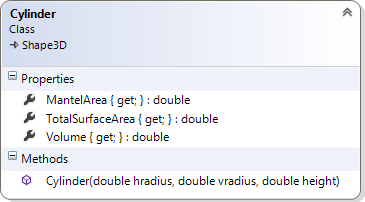 Cylinder
Class
Shape3D
Properties
MantelArea { get; } : double
TotalSurfaceArea { get; } : double
Volume { get; } : double
Methods
Cylinder(double hradius, double vradius, double height)